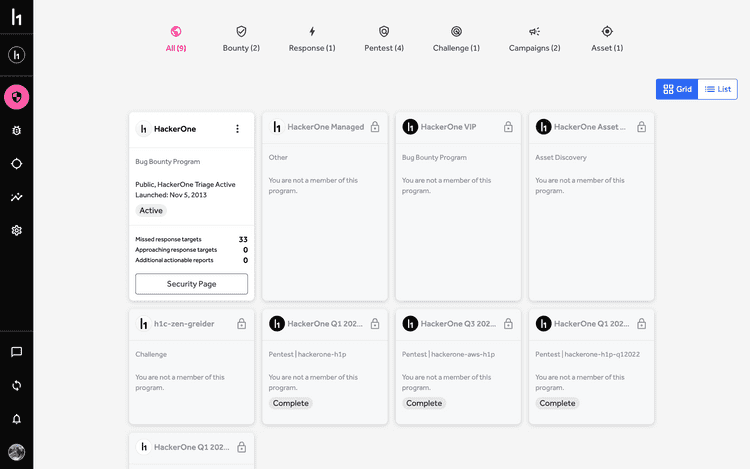 All (9)
Bounty (2)
Response (1)
Pentest (4)
Challenge (1)
Campaigns (2)
Asset (1)
Grid
List
HackerOne
Bug Bounty Program
Public, HackerOne Triage Active
Launched: Nov 5, 2013
Active
Missed response targets 33
Approaching response targets 0
Additional actionable reports 0
Security Page
HackerOne Managed
Other
You are not a member of this
program.
HackerOne VIP
Bug Bounty Program
You are not a member of this
program.
HackerOne Asset ...
Asset Discovery
You are not a member of this
program.
h1c-zen-greider
Challenge
You are not a member of this
program.
HackerOne Q1 202...
Pentest | hackerone-h1p
You are not a member of this
program.
Complete
HackerOne Q3 202...
Pentest | hackerone-aws-h1p
You are not a member of this
program.
Complete
HackerOne Q1 202...
Pentest | hackerone-h1p-q12022
You are not a member of this
program.
Complete
HackerOne Q1 202...